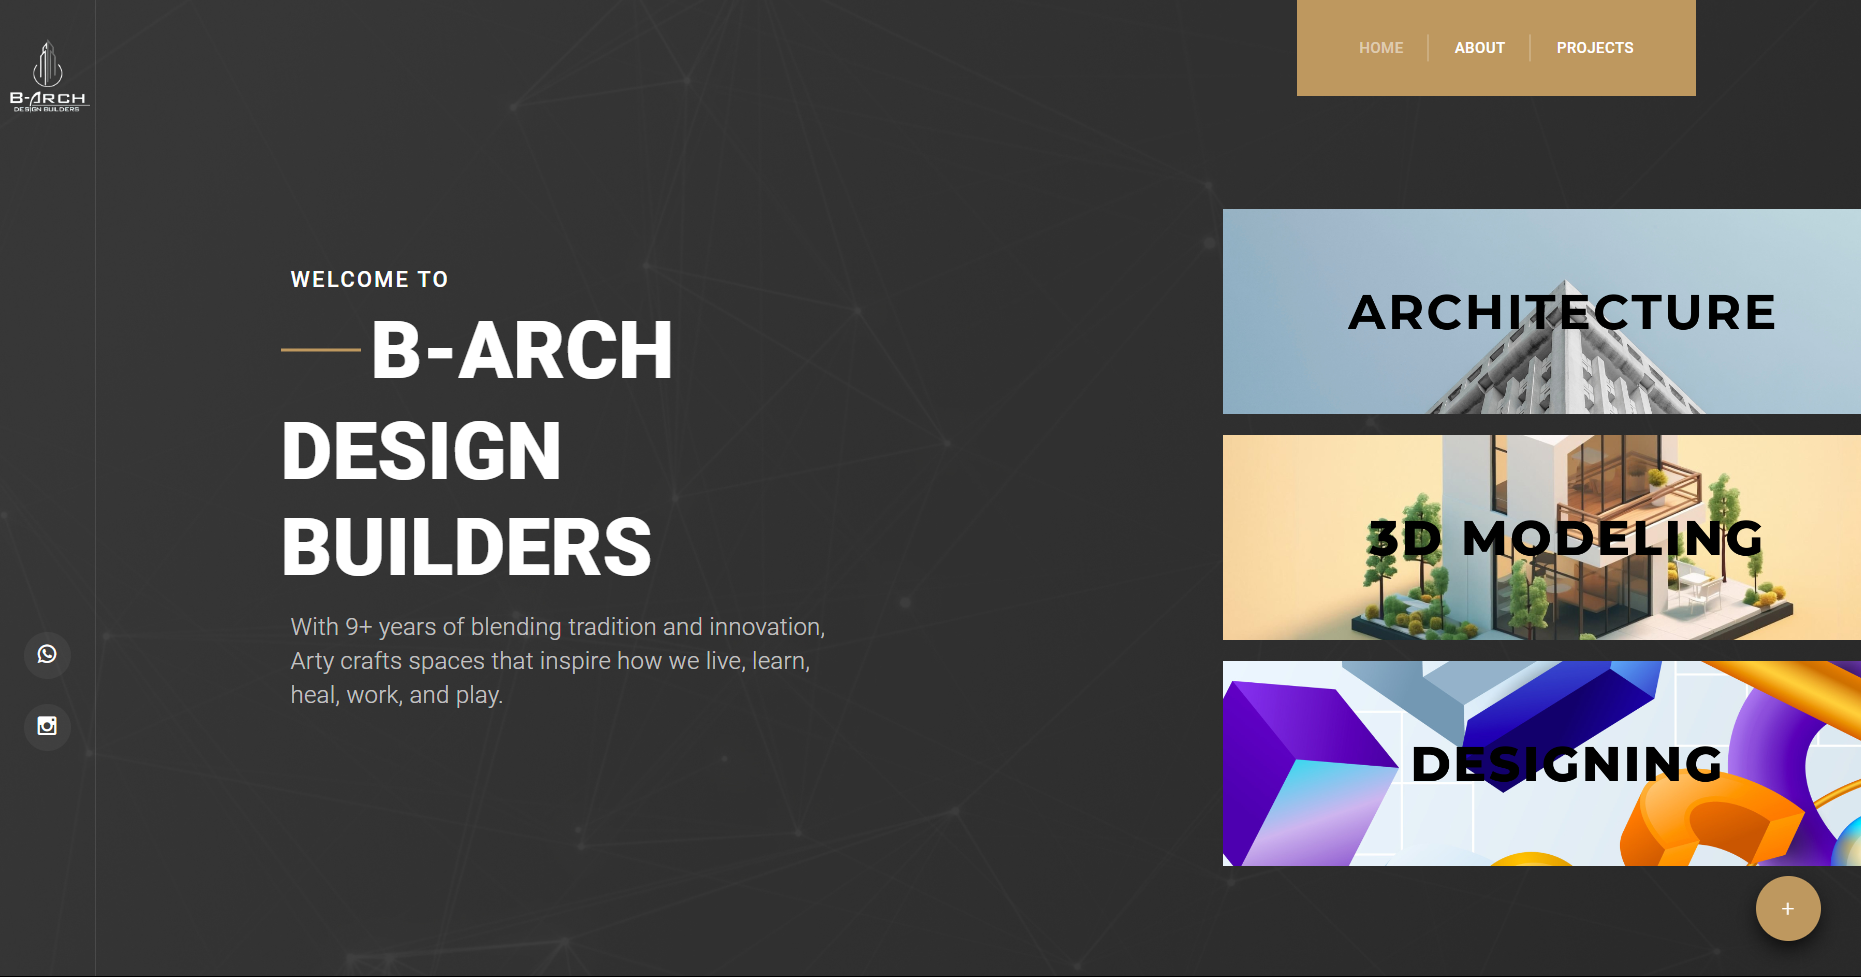 B-ARCH
DESIGN BUILDERS
HOME
ABOUT
PROJECTS
WELCOME TO
B-ARCH
DESIGN
BUILDERS
With 9+ years of blending tradition and innovation,
Arty crafts spaces that inspire how we live, learn,
heal, work, and play.
ARCHITECTURE
3D MODELING
DESIGNING
+